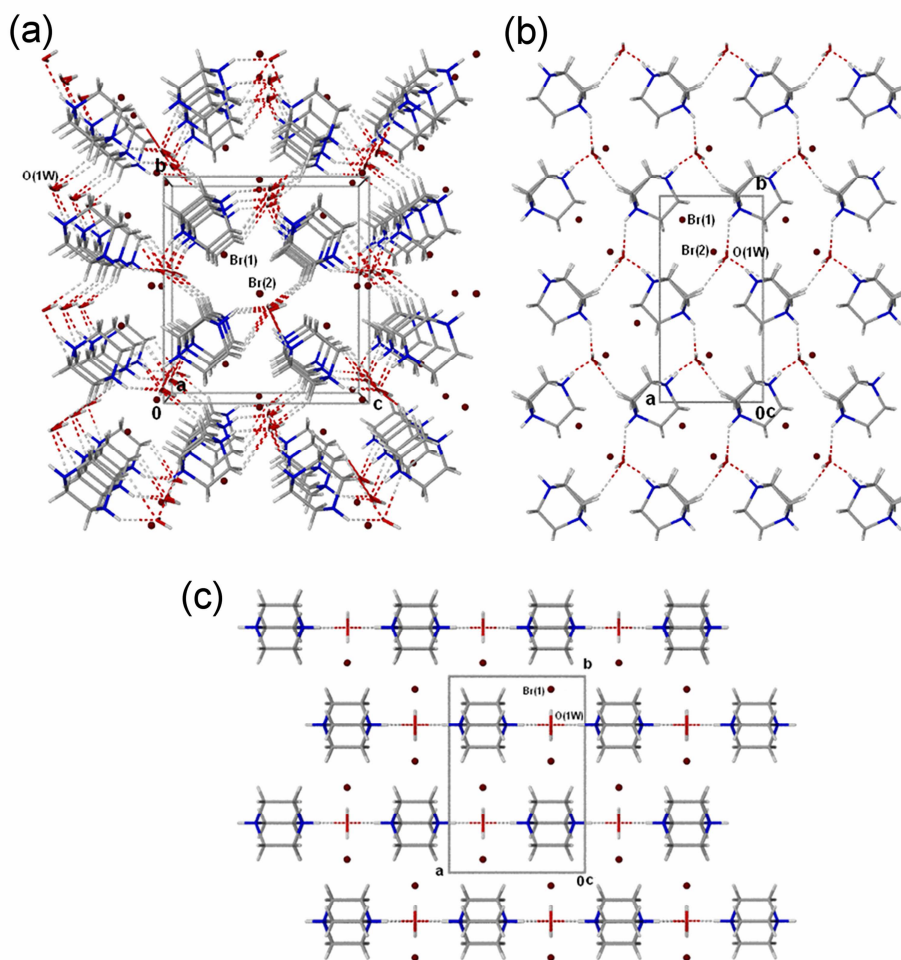 (a)
b
O(1W)
Br(1)
Br(2)
a
0
c
(b)
b
Br(1)
Br(2)
O(1W)
a
0c
(c)
b
Br(1)
O(1W)
a
0c